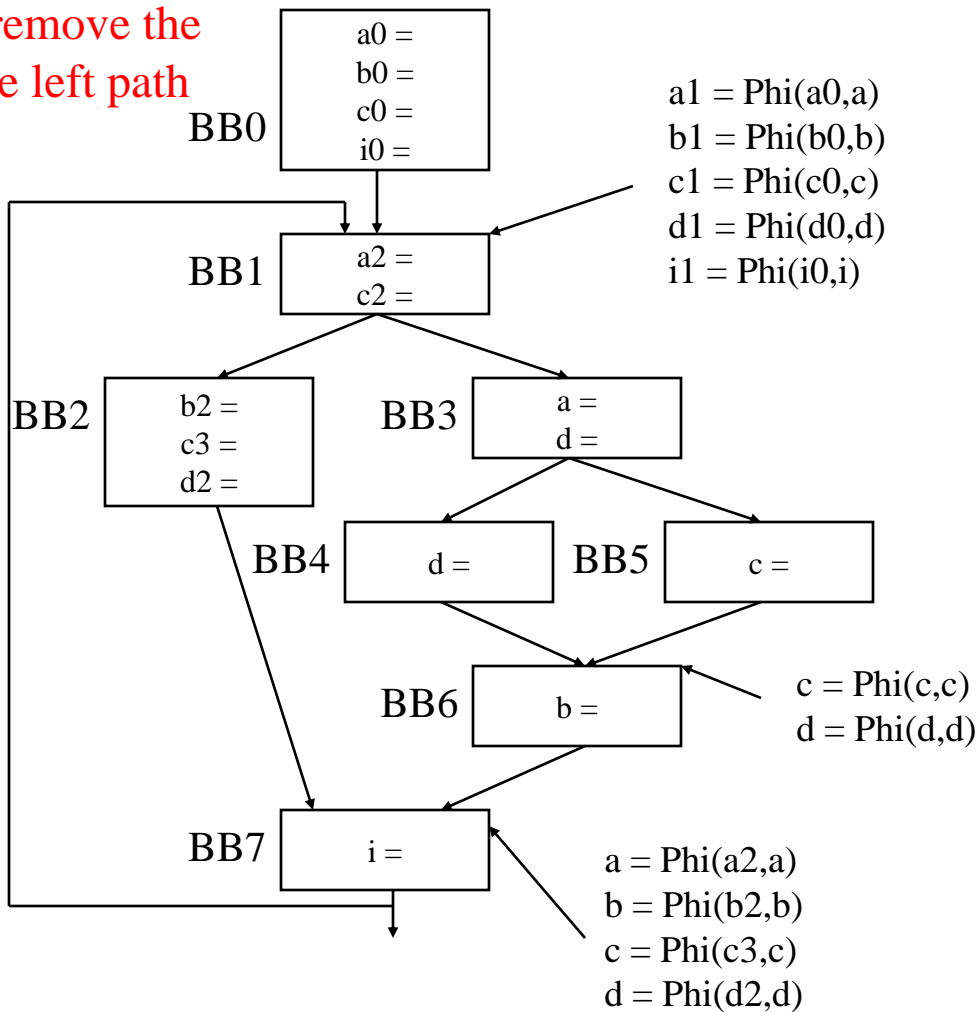 remove the
e left path
BB0
a0 =
b0 =
c0 =
i0 =
a1 = Phi(a0,a)
b1 = Phi(b0,b)
c1 = Phi(c0,c)
d1 = Phi(d0,d)
i1 = Phi(i0,i)
BB1
a2 =
c2 =
BB2
b2 =
c3 =
d2 =
BB3
a =
d =
BB4
d =
BB5
c =
BB6
b =
c = Phi(c,c)
d = Phi(d,d)
BB7
i =
a = Phi(a2,a)
b = Phi(b2,b)
c = Phi(c3,c)
d = Phi(d2,d)